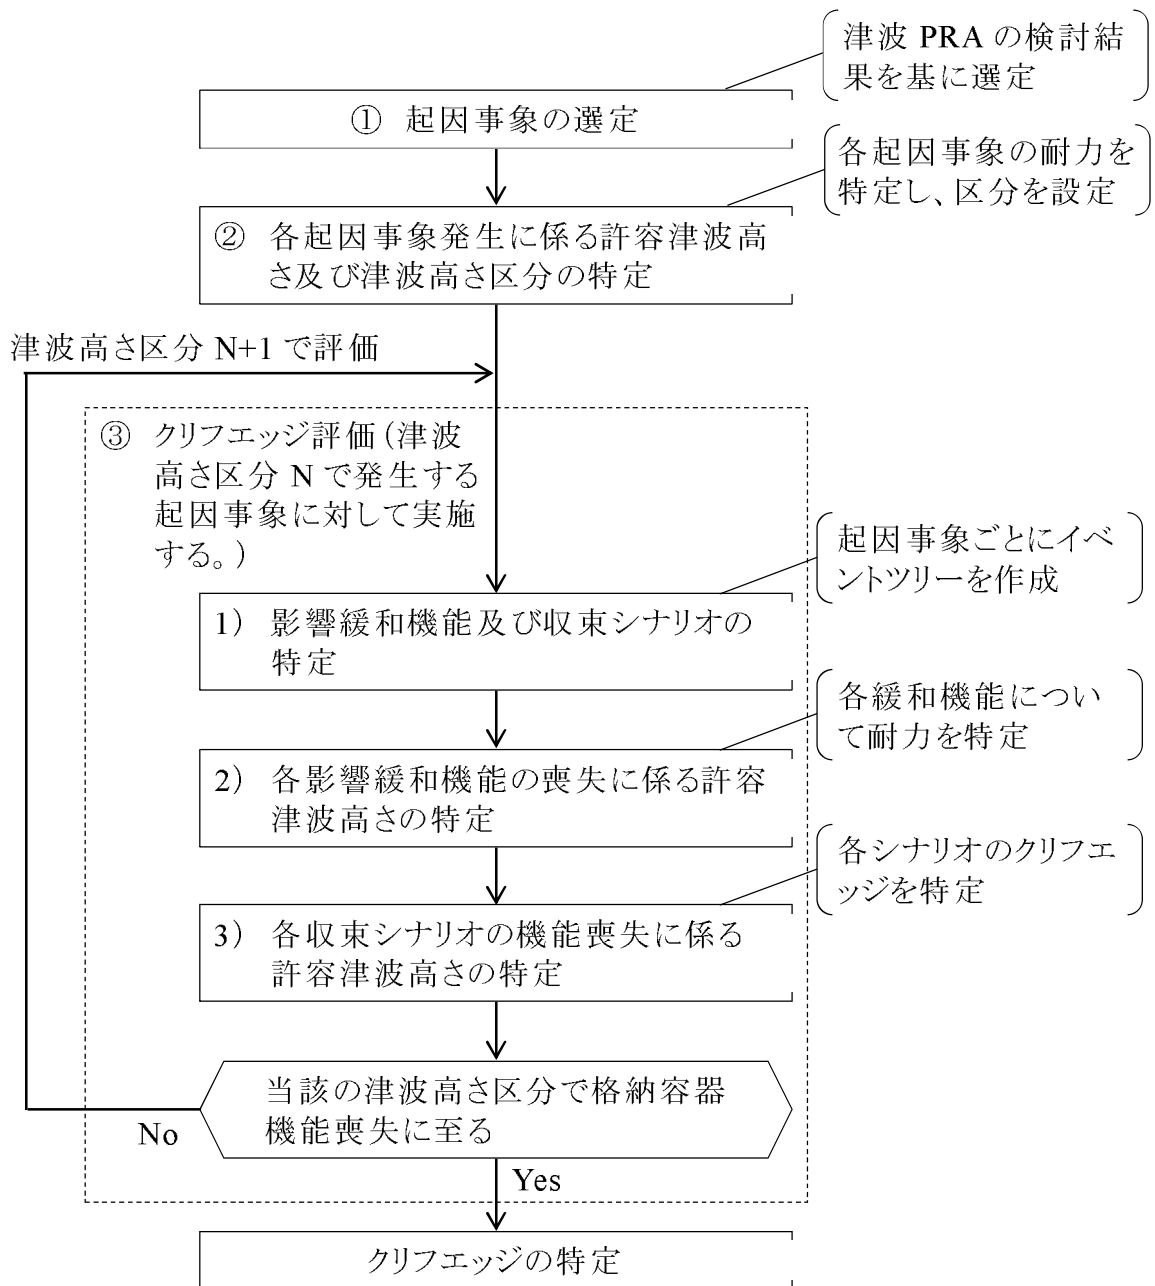 津波 PRA の検討結
果を基に選定
① 起因事象の選定
各起因事象の耐力を
特定し、区分を設定
② 各起因事象発生に係る許容津波高
さ及び津波高さ区分の特定
津波高さ区分 N+1 で評価
③ クリフエッジ評価（津波
高さ区分 N で発生する
起因事象に対して実施
する。）
起因事象ごとにイベ
ントツリーを作成
1) 影響緩和機能及び収束シナリオの
特定
各緩和機能につい
て耐力を特定
2) 各影響緩和機能の喪失に係る許容
津波高さの特定
各シナリオのクリフエ
ッジを特定
3) 各収束シナリオの機能喪失に係る
許容津波高さの特定
当該の津波高さ区分で格納容器
機能喪失に至る
No
Yes
クリフエッジの特定